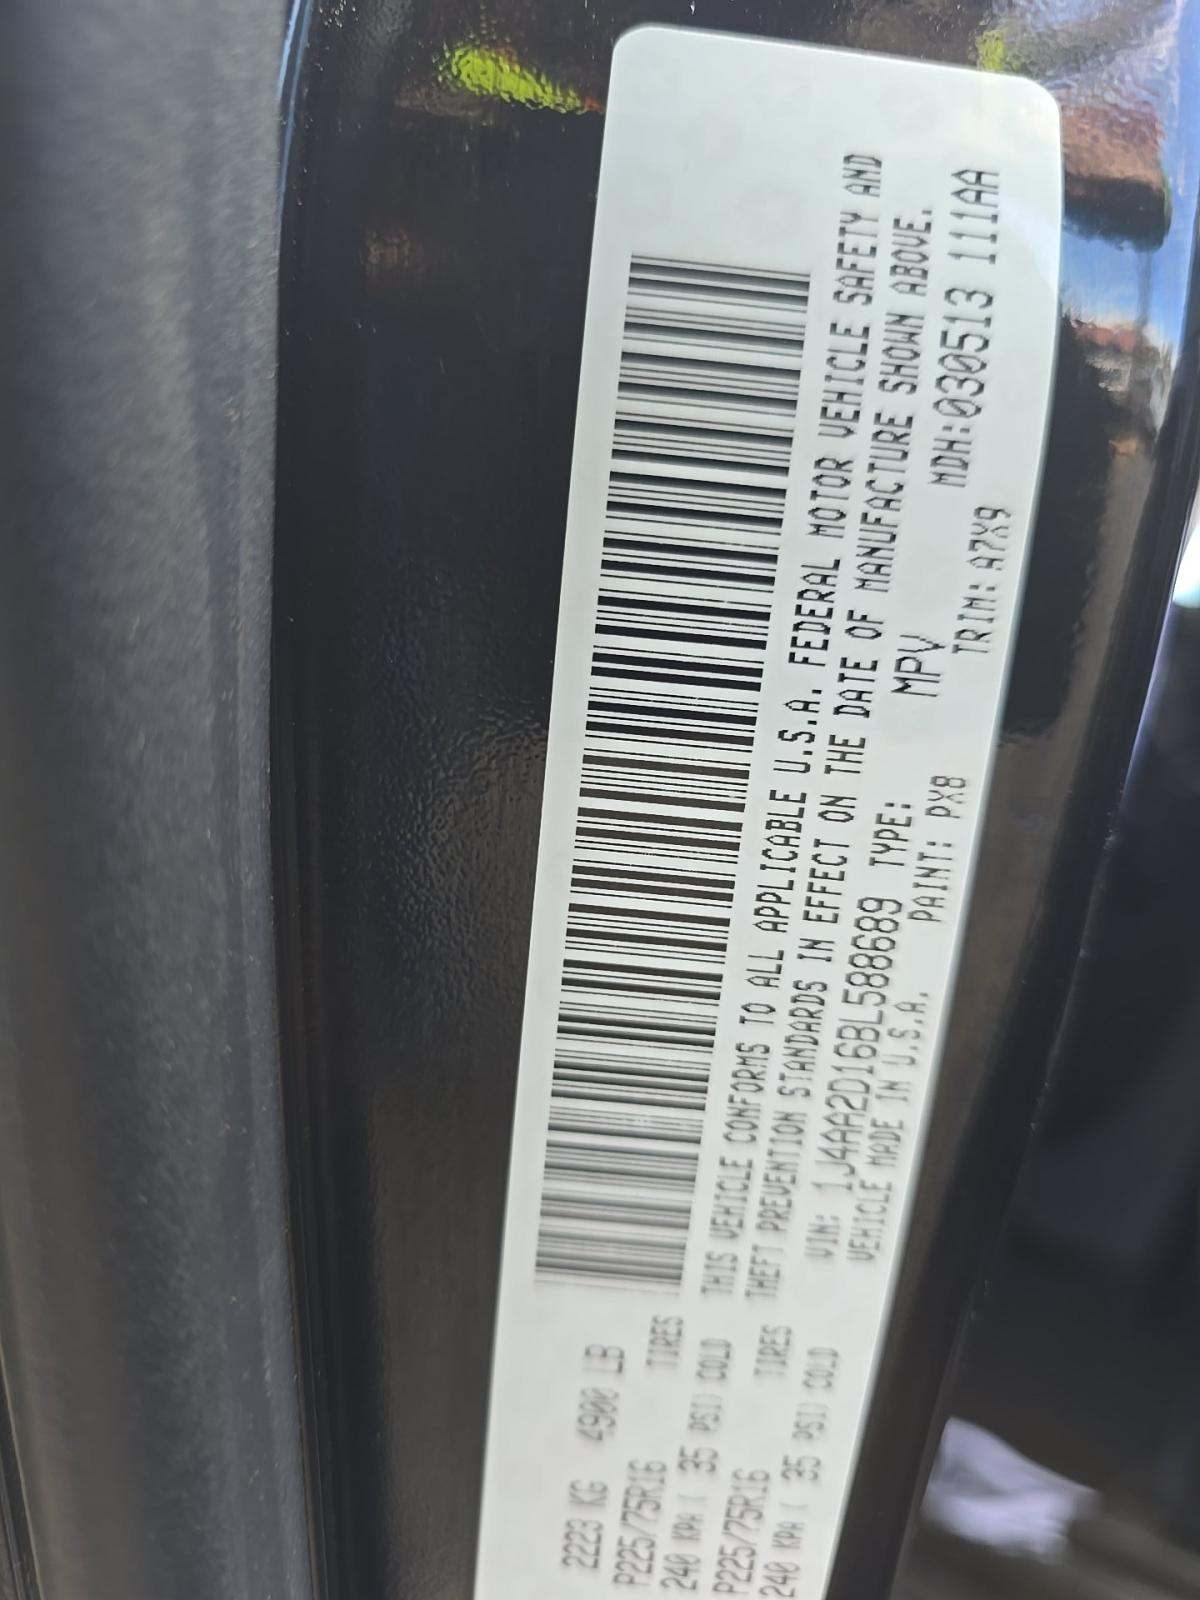 2223 KG 4900 LB
P225/75R16 TIRES
240 KPA ( 35 PSI) COLD
P225/75R16 TIRES
240 KPA ( 35 PSI) COLD
THIS VEHICLE CONFORMS TO ALL APPLICABLE U.S.A. FEDERAL MOTOR VEHICLE SAFETY AND
THEFT PREVENTION STANDARDS IN EFFECT ON THE DATE OF MANUFACTURE SHOWN ABOVE.
VIN: 1J4AA2D16BL588689 TYPE: MPV MDH:030513 111AA
VEHICLE MADE IN U.S.A. PAINT: PX8 TRIM: A7X9